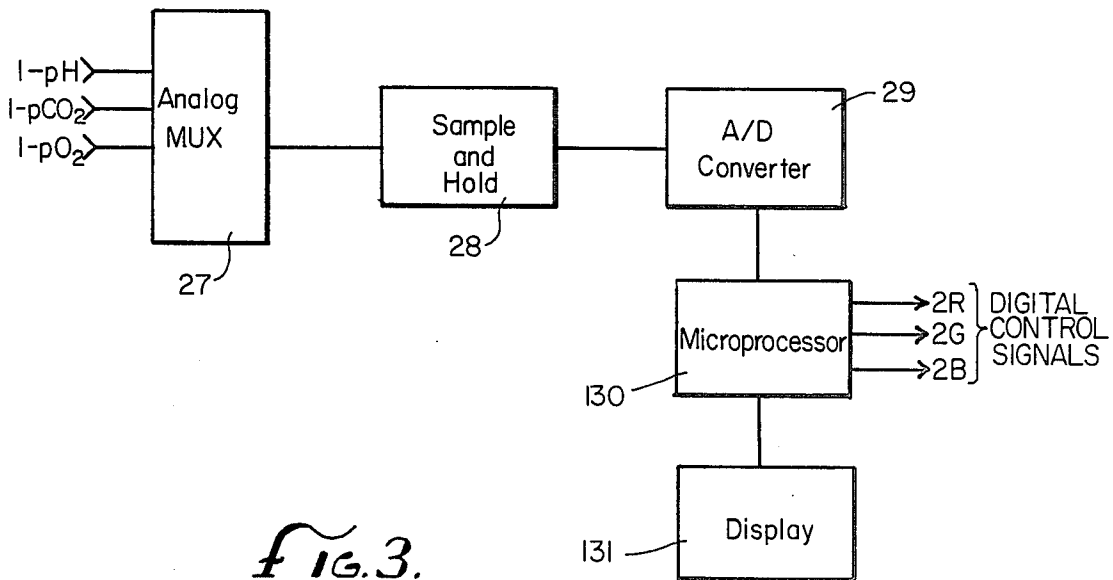 1-pH
1-pCO₂
1-pO₂
Analog
MUX
27
Sample
and
Hold
28
A/D
Converter
29
Microprocessor
130
2R
2G
2B
DIGITAL
CONTROL
SIGNALS
Display
131
FIG.3.